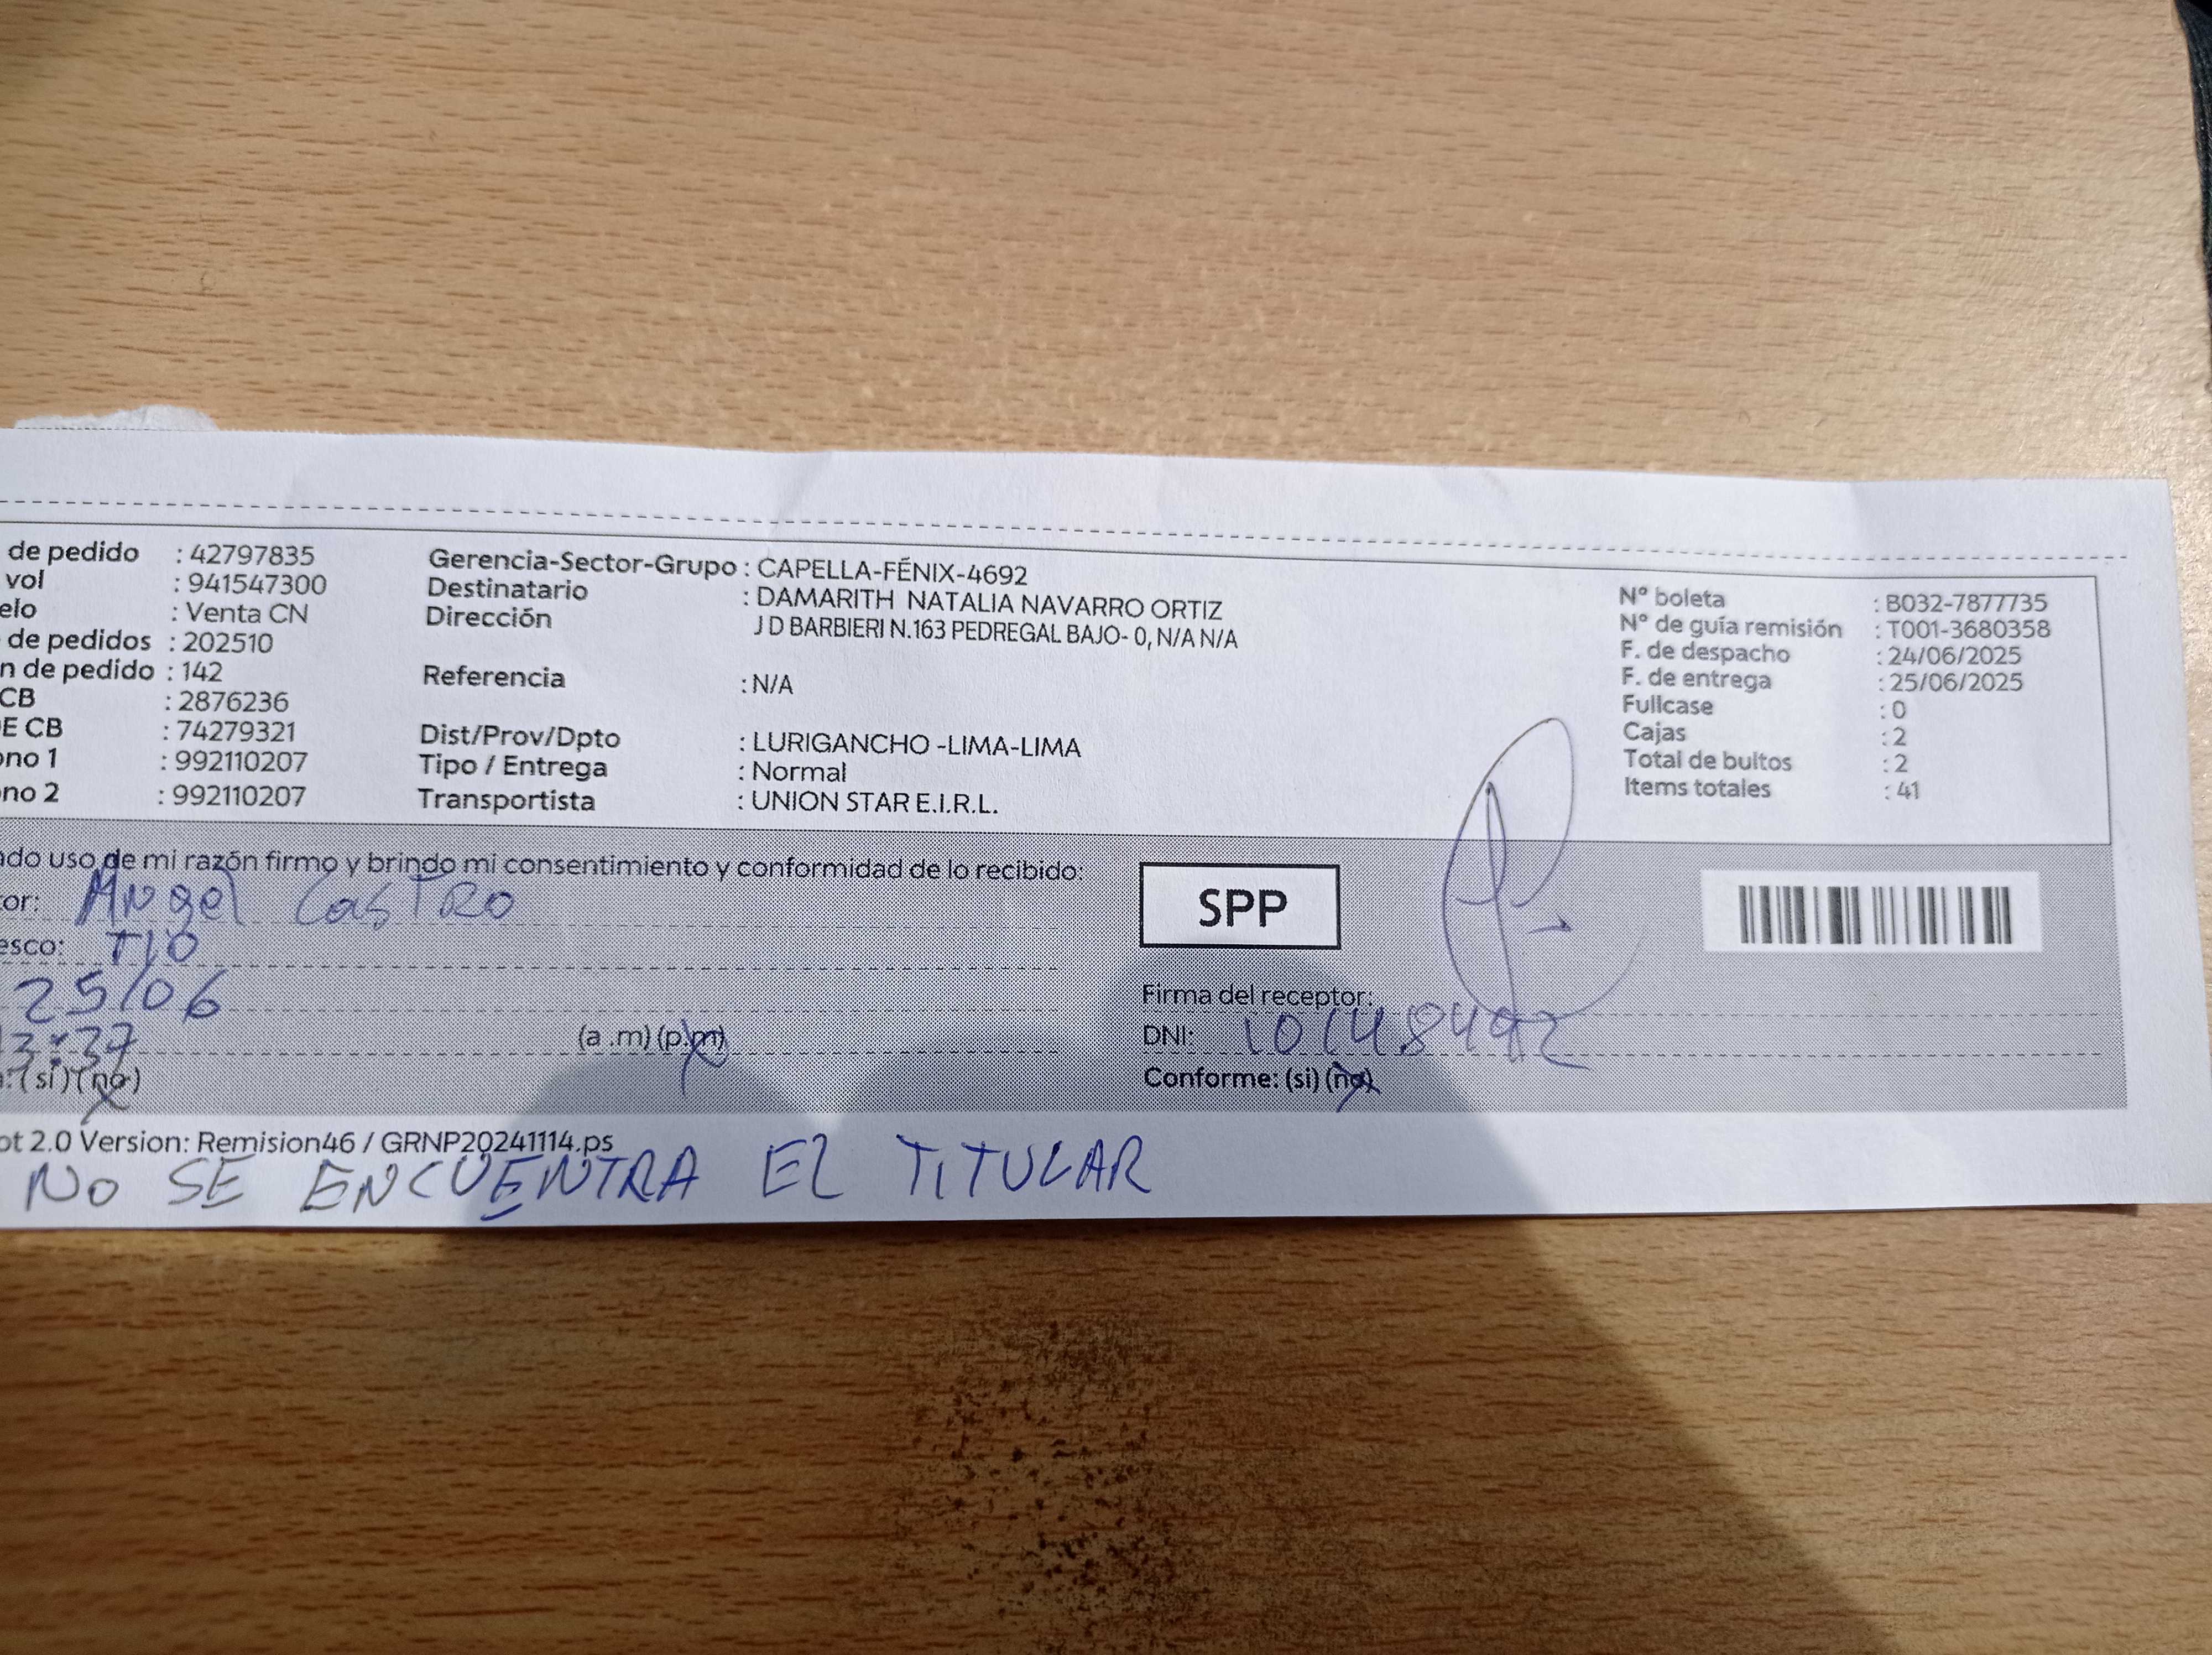 de pedido : 42797835
vol : 941547300
elo : Venta CN
de pedidos : 202510
n de pedido : 142
CB : 2876236
E CB : 74279321
ono 1 : 992110207
no 2 : 992110207
Gerencia-Sector-Grupo : CAPELLA-FÉNIX-4692
Destinatario : DAMARITH NATALIA NAVARRO ORTIZ
Dirección J D BARBIERI N.163 PEDREGAL BAJO- 0, N/A N/A
Referencia : N/A
Dist/Prov/Dpto : LURIGANCHO -LIMA-LIMA
Tipo / Entrega : Normal
Transportista : UNION STAR E.I.R.L.
N° boleta : B032-7877735
N° de guía remisión : T001-3680358
F. de despacho : 24/06/2025
F. de entrega : 25/06/2025
Fullcase : 0
Cajas : 2
Total de bultos : 2
Items totales : 41
ndo uso de mi razón firmo y brindo mi consentimiento y conformidad de lo recibido:
tor: Angel CasTRO
esco: TIO
25/06
3:37 (a .m) (p.m)
: (si) (no)
SPP
Firma del receptor:
DNI: 10148492
Conforme: (si) (no)
ot 2.0 Version: Remision46 / GRNP20241114.ps
NO SE ENCUENTRA EL TITULAR